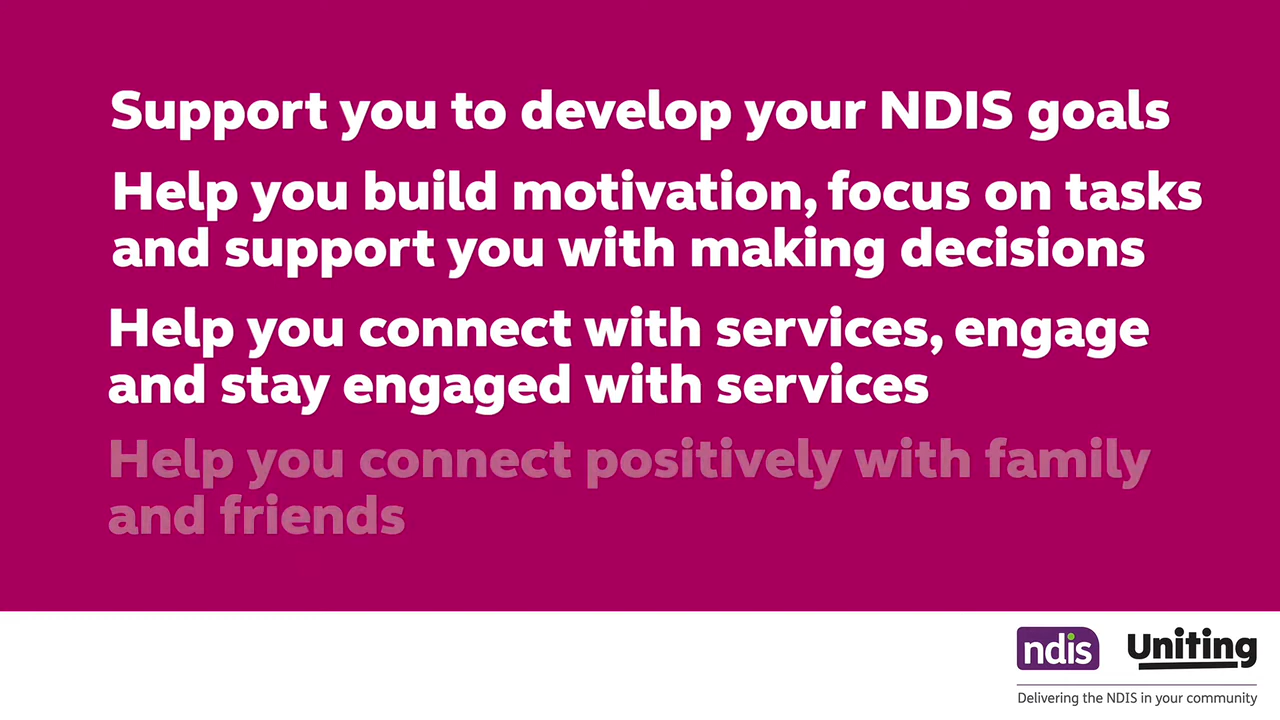 Support you to develop your NDIS goals
Help you build motivation, focus on tasks
and support you with making decisions
Help you connect with services, engage
and stay engaged with services
Help you connect positively with family
and friends
ndis Uniting
Delivering the NDIS in your community